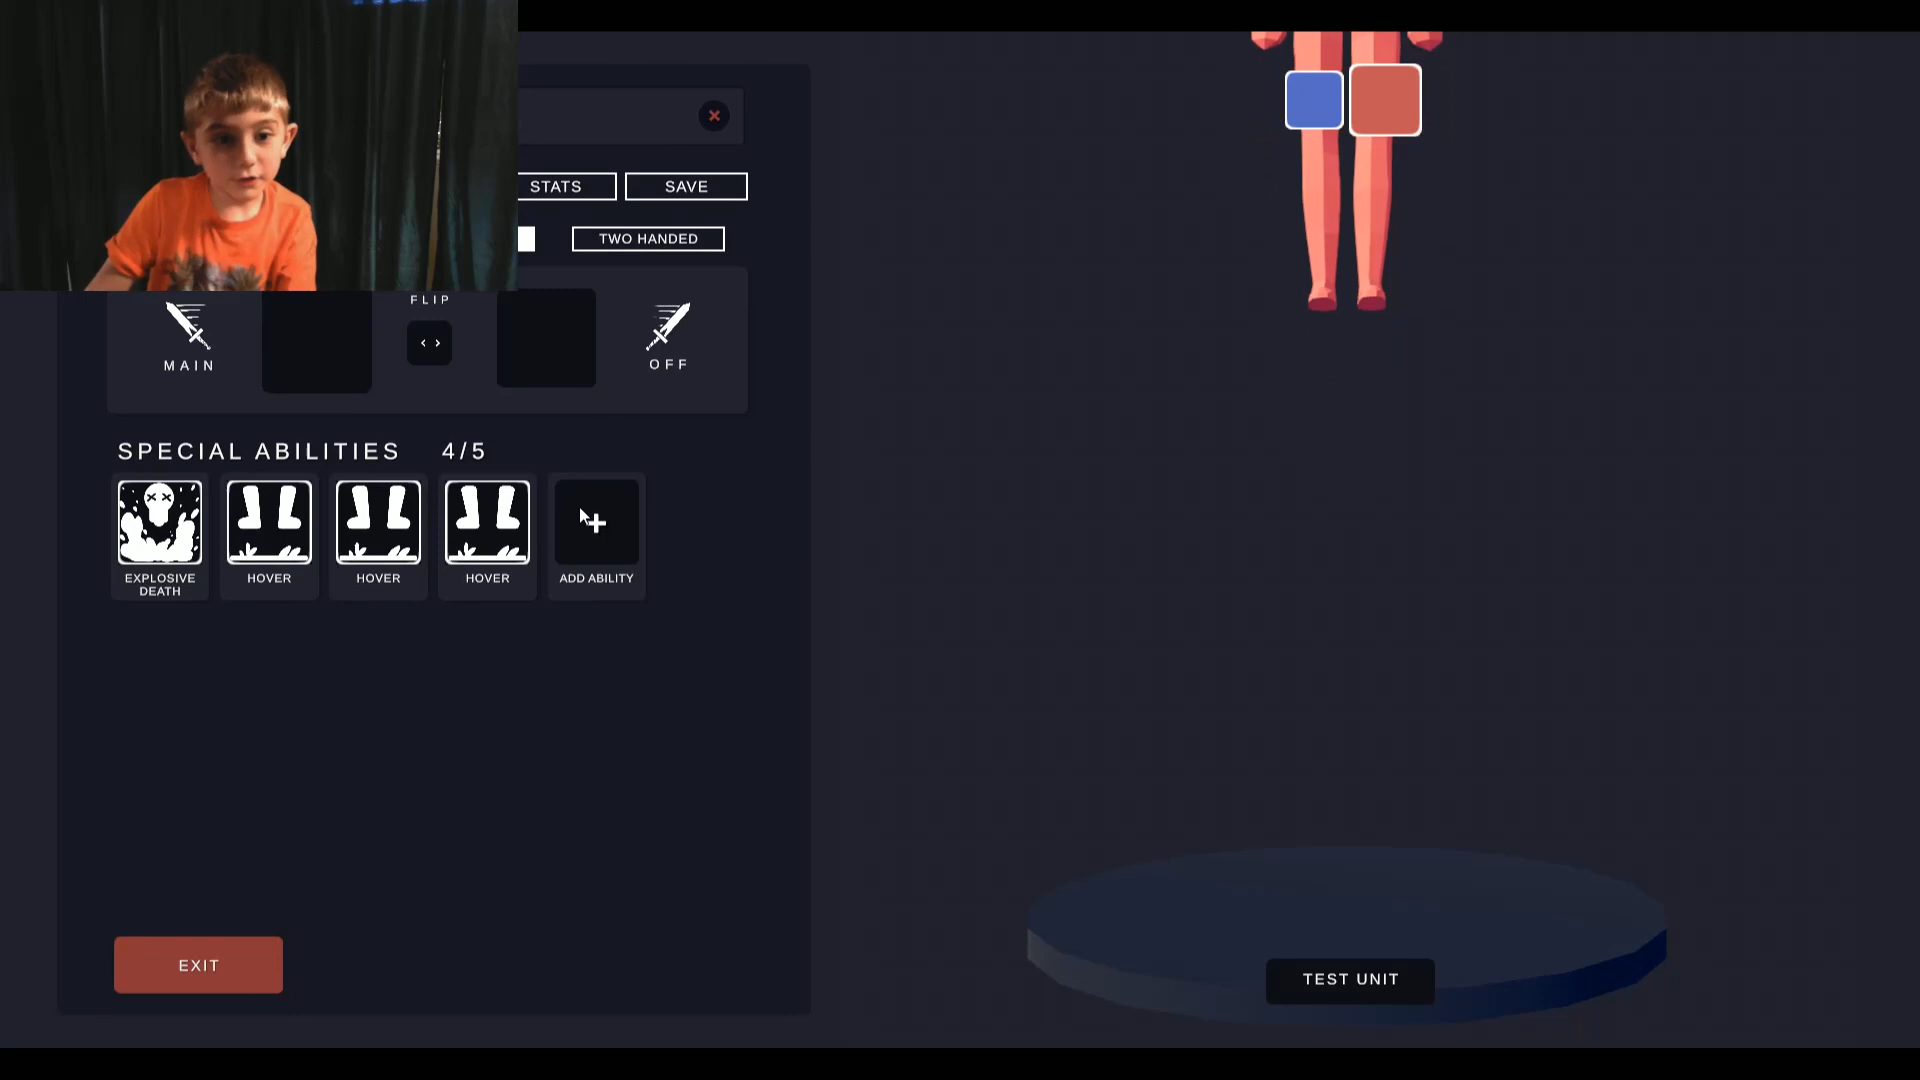 STATS
SAVE
TWO HANDED
FLIP
MAIN
OFF
SPECIAL ABILITIES 4/5
EXPLOSIVE
DEATH
HOVER
HOVER
HOVER
ADD ABILITY
EXIT
TEST UNIT